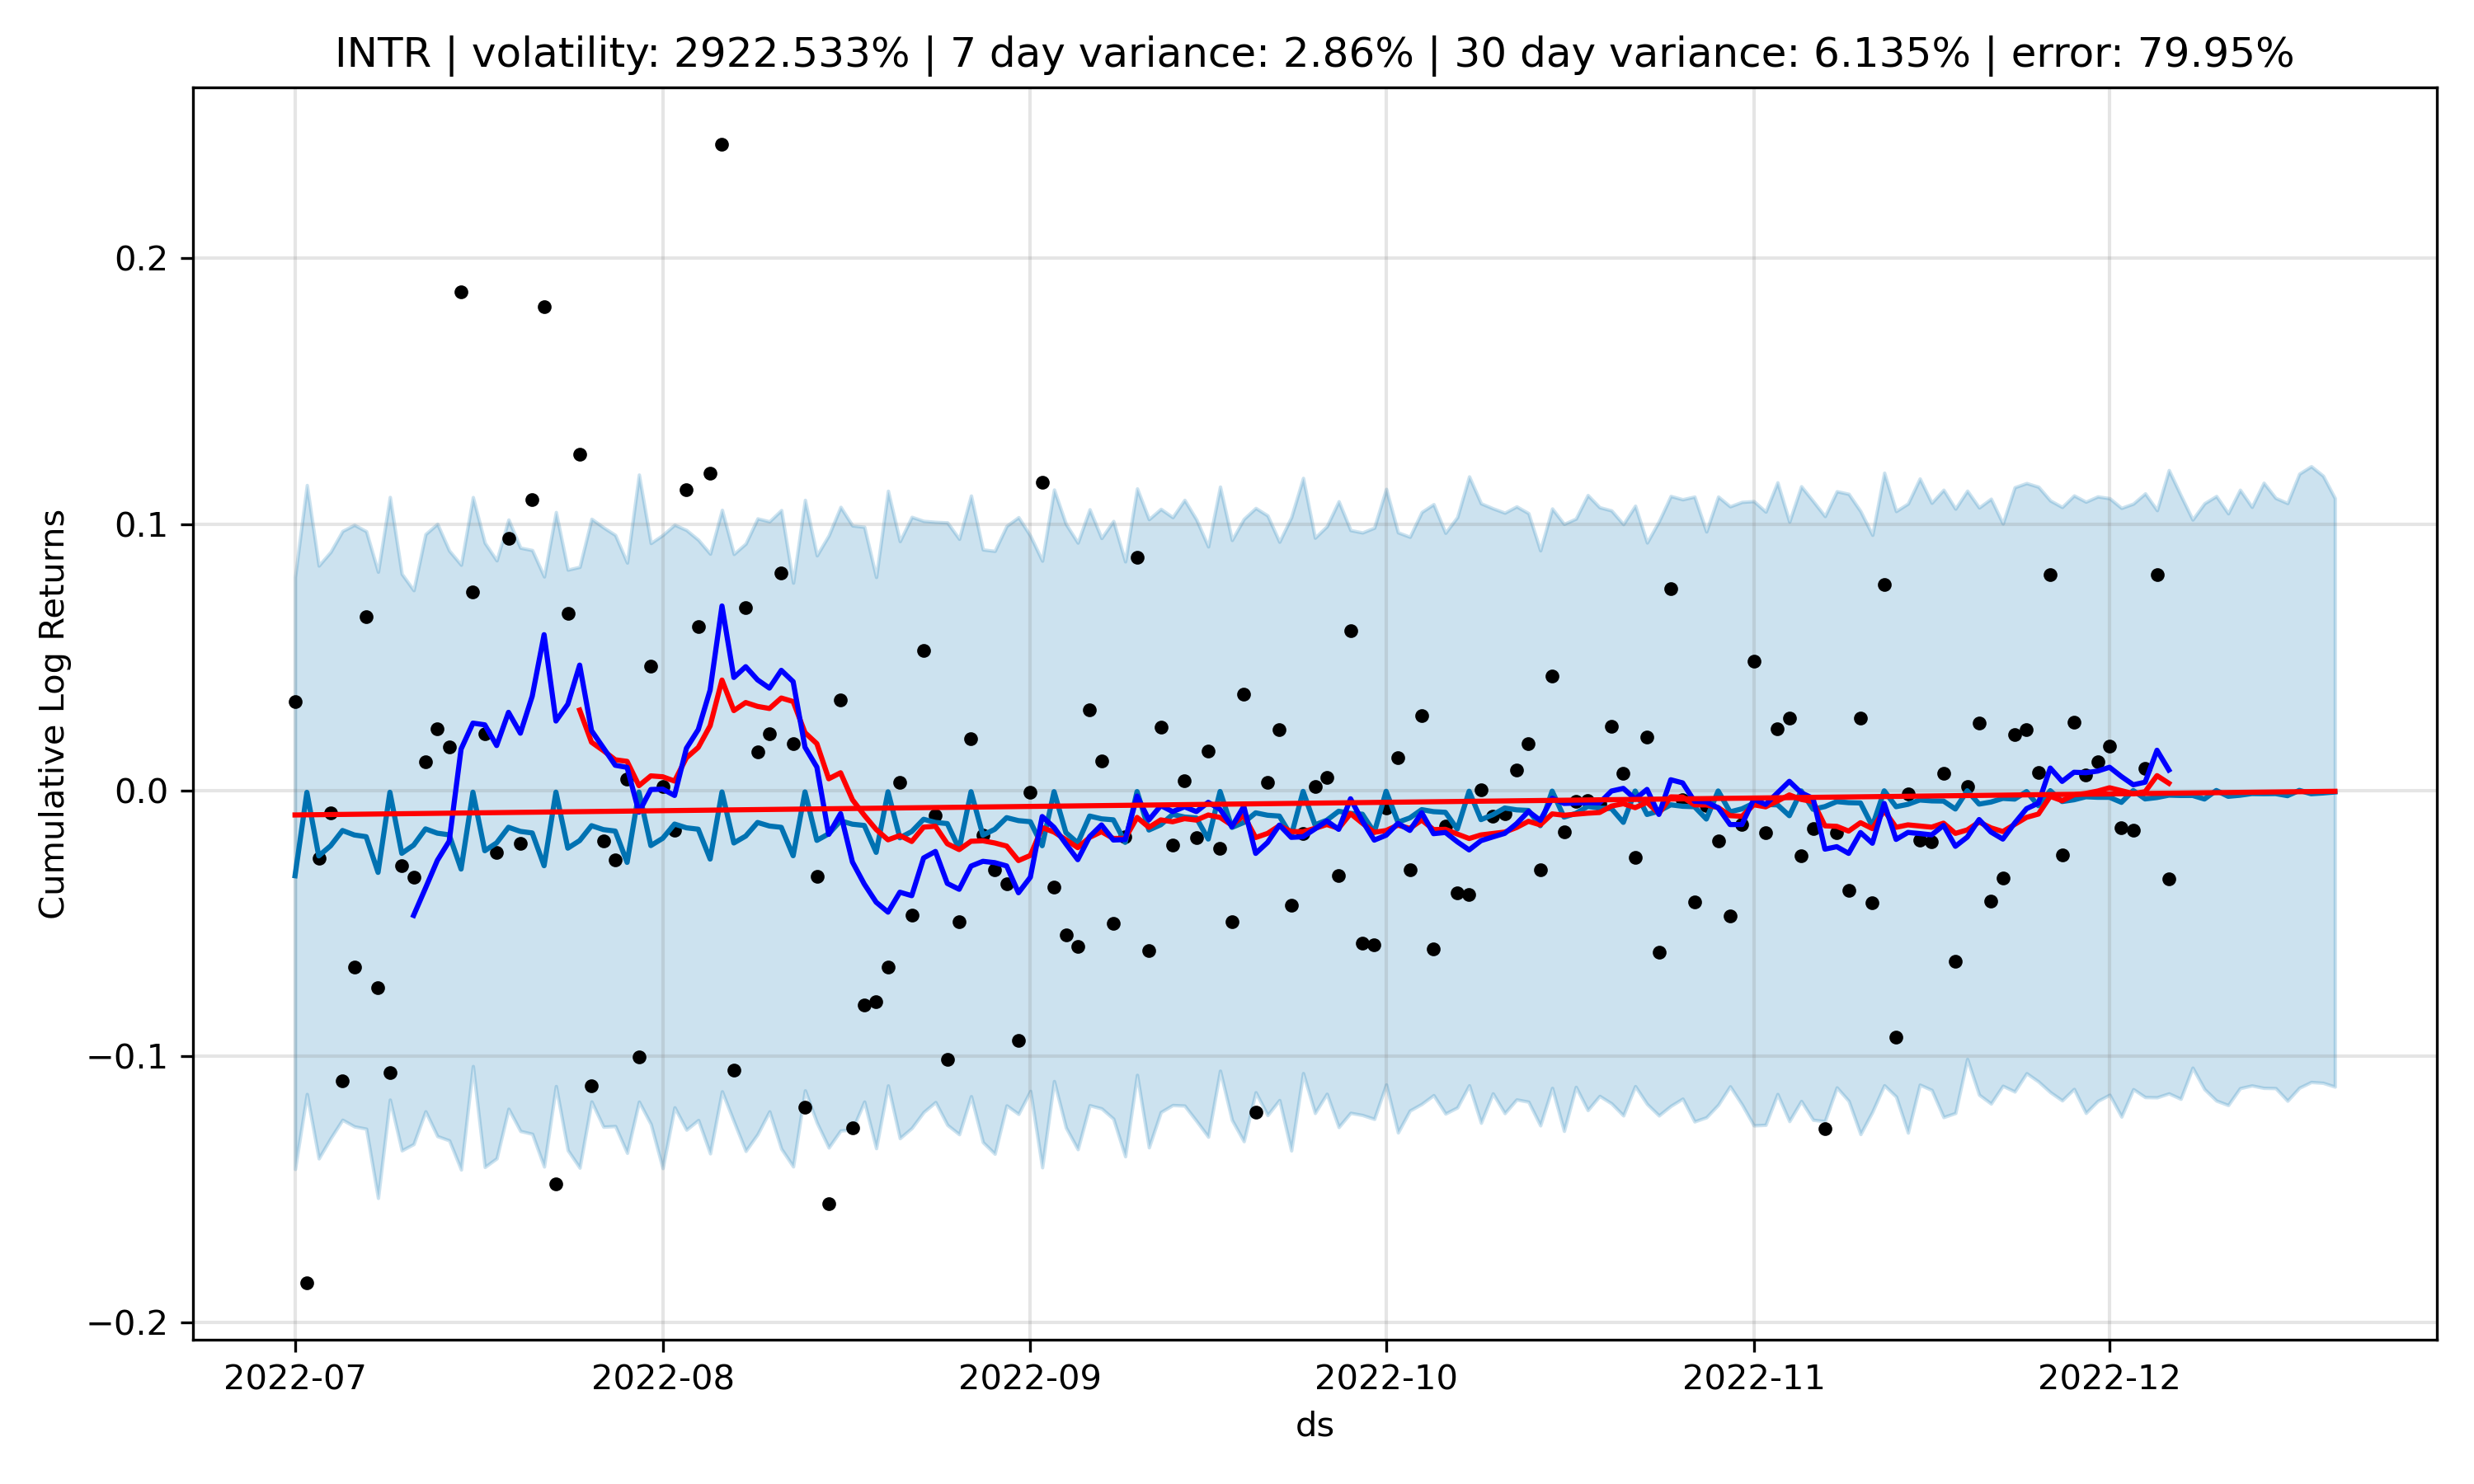 INTR | volatility: 2922.533% | 7 day variance: 2.86% | 30 day variance: 6.135% | error: 79.95%
Cumulative Log Returns
0.2
0.1
0.0
−0.1
−0.2
2022-07 2022-08 2022-09 2022-10 2022-11 2022-12
ds